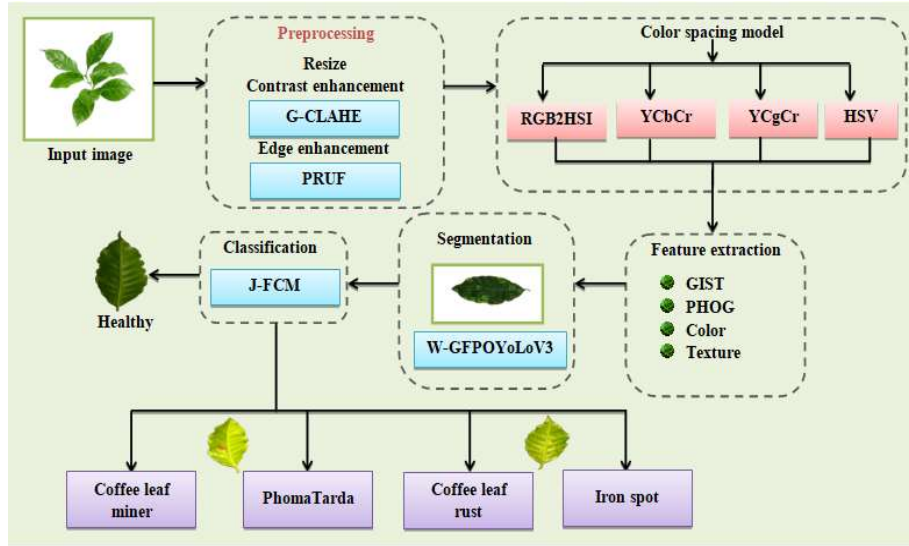 Preprocessing
Resize
Contrast enhancement
G-CLAHE
Edge enhancement
PRUF
Input image
Color spacing model
RGB2HSI
YCbCr
YCgCr
HSV
Feature extraction
GIST
PHOG
Color
Texture
Segmentation
W-GFPOYoLoV3
Classification
J-FCM
Healthy
Coffee leaf
miner
PhomaTarda
Coffee leaf
rust
Iron spot